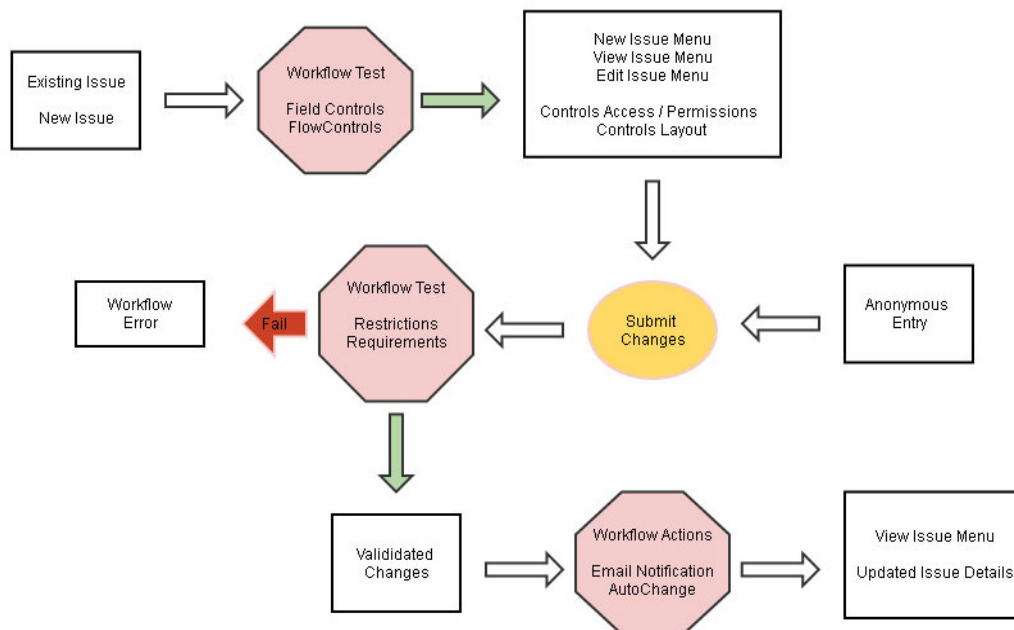 Existing Issue
New Issue
Workflow Test
Field Controls
FlowControls
New Issue Menu
View Issue Menu
Edit Issue Menu
Controls Access / Permissions
Controls Layout
Workflow
Error
Fail
Workflow Test
Restrictions
Requirements
Submit
Changes
Anonymous
Entry
Valididated
Changes
Workflow Actions
Email Notification
AutoChange
View Issue Menu
Updated Issue Details